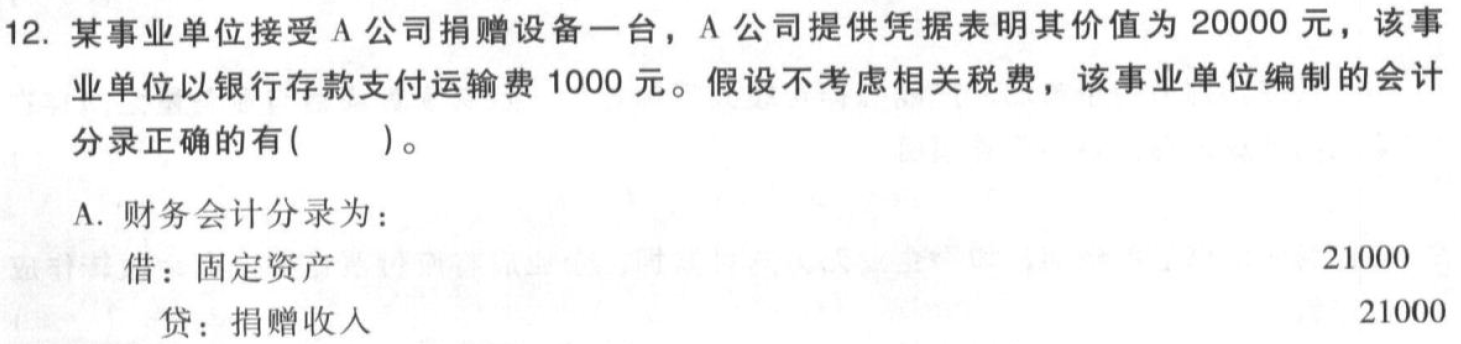 12. 某事业单位接受 A 公司捐赠设备一台，A 公司提供凭据表明其价值为 20000 元，该事
业单位以银行存款支付运输费 1000 元。假设不考虑相关税费，该事业单位编制的会计
分录正确的有(　　)。
A. 财务会计分录为：
借：固定资产 21000
贷：捐赠收入 21000